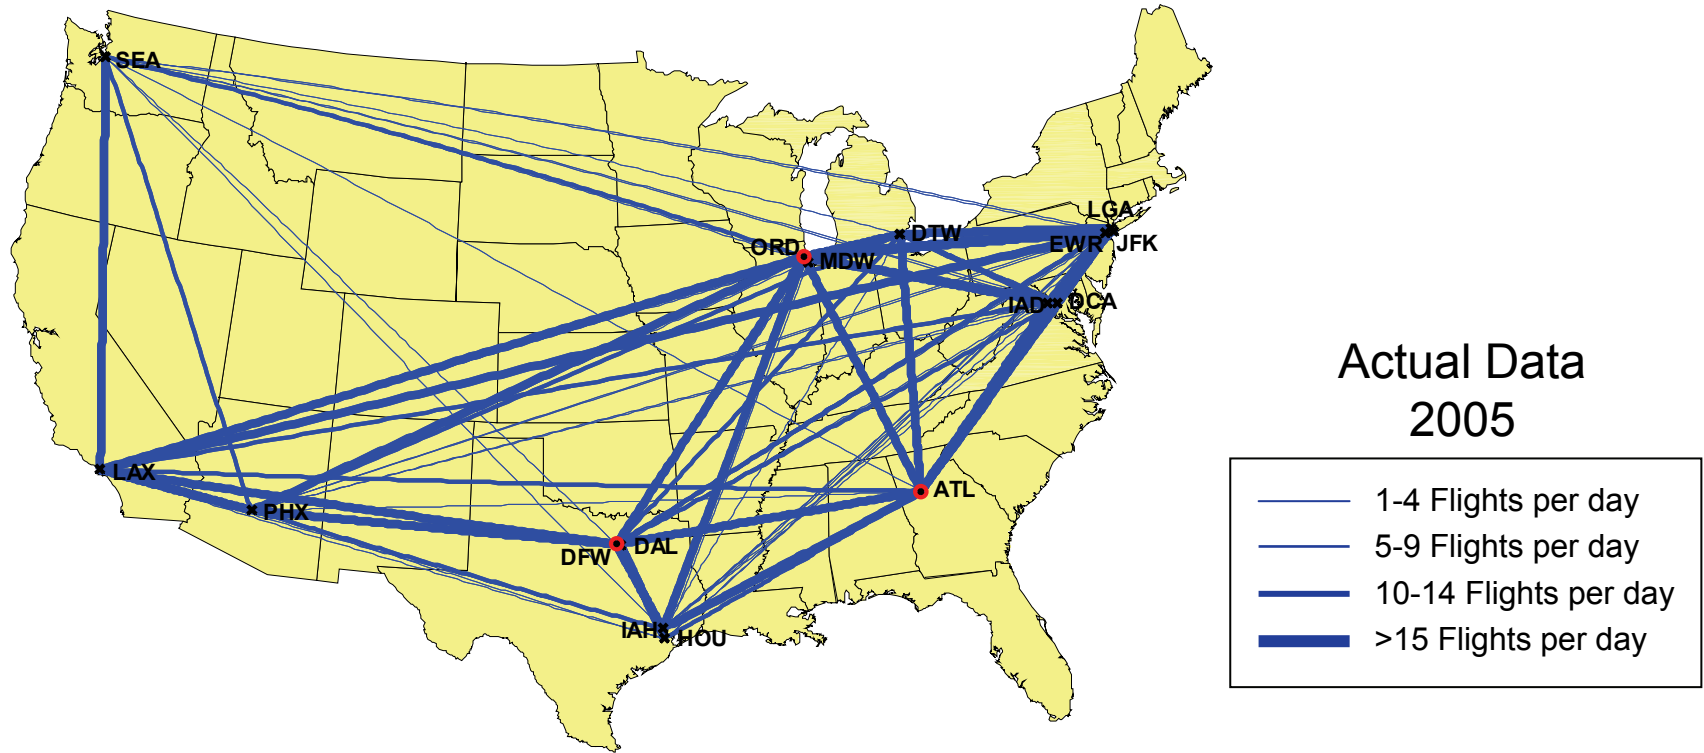 SEA
LGA
ORD
DTW
EWR
JFK
MDW
IAD
DCA
LAX
PHX
ATL
DFW
DAL
IAH
HOU
Actual Data
2005
1-4 Flights per day
5-9 Flights per day
10-14 Flights per day
>15 Flights per day